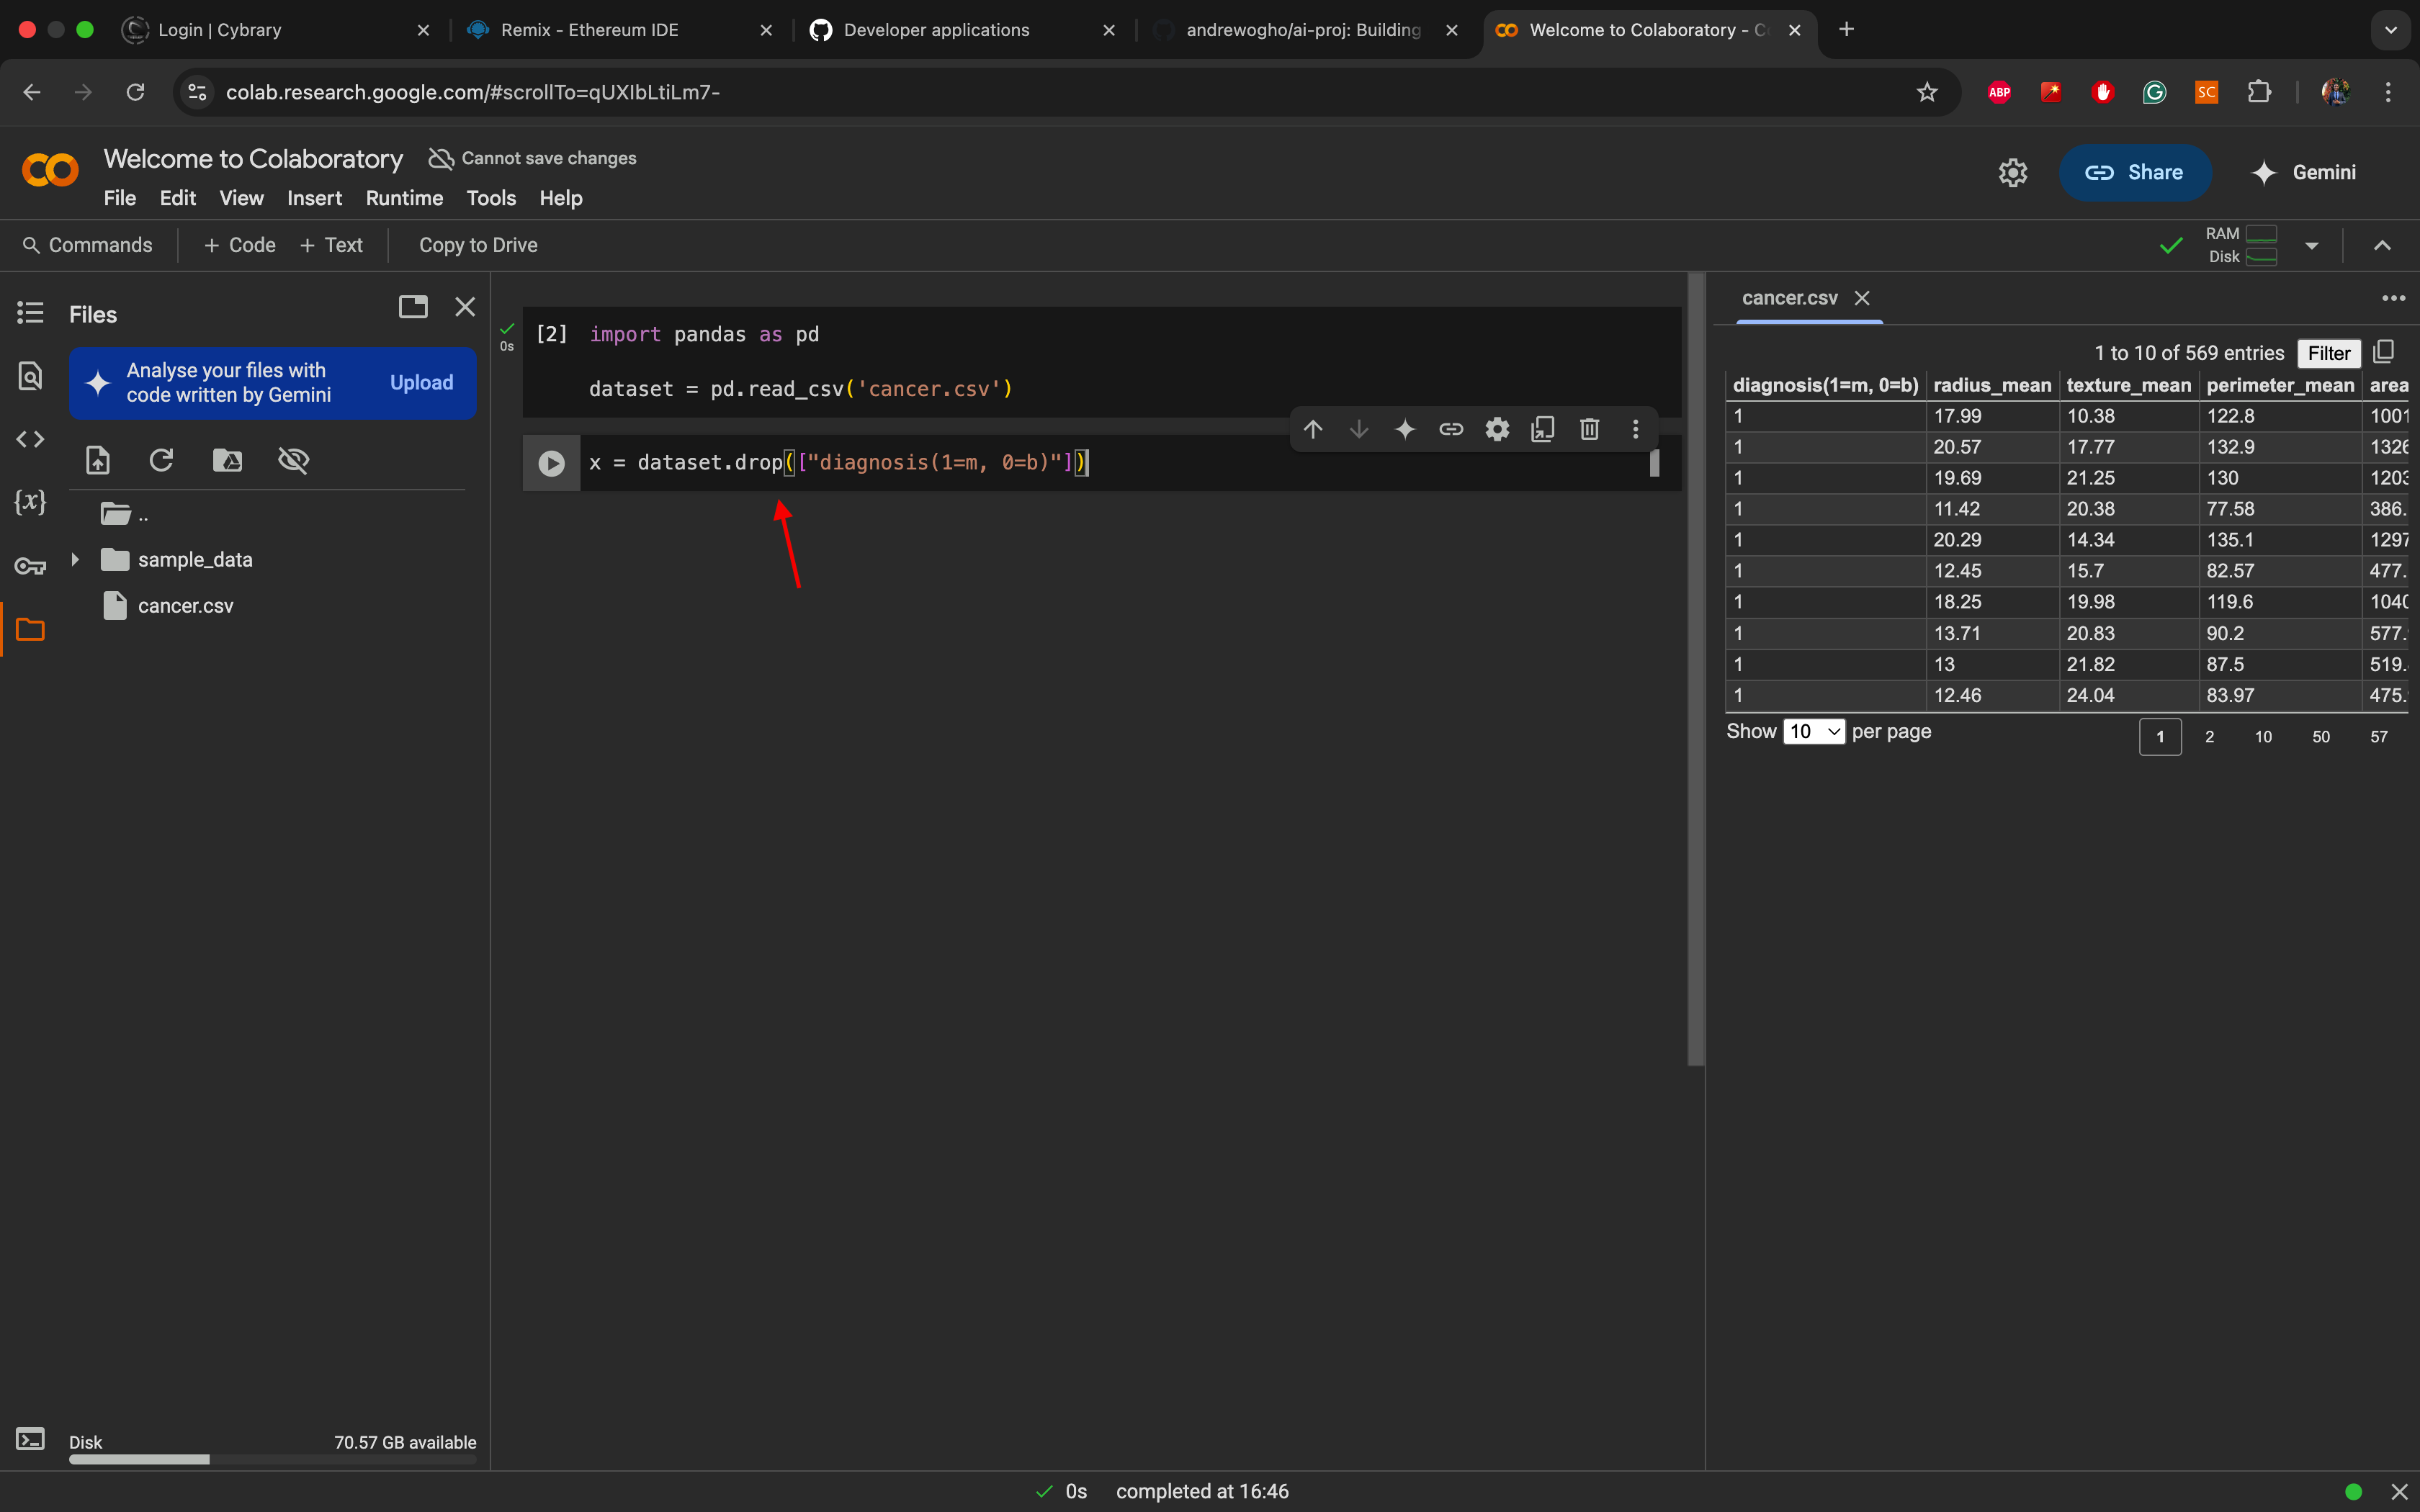 Login | Cybrary
Remix - Ethereum IDE
Developer applications
andrewogho/ai-proj: Building
Welcome to Colaboratory - Co
colab.research.google.com/#scrollTo=qUXIbLtiLm7-
ABP
SC
Welcome to Colaboratory
Cannot save changes
File Edit View Insert Runtime Tools Help
Share
Gemini
Commands
+ Code + Text
Copy to Drive
RAM
Disk
Files
Analyse your files with
code written by Gemini
Upload
{x}
..
sample_data
cancer.csv
Disk
70.57 GB available
0s
[2] import pandas as pd
dataset = pd.read_csv('cancer.csv')
x = dataset.drop(["diagnosis(1=m, 0=b)"])
cancer.csv
1 to 10 of 569 entries Filter
diagnosis(1=m, 0=b) radius_mean texture_mean perimeter_mean area
1 17.99 10.38 122.8 1001
1 20.57 17.77 132.9 1326
1 19.69 21.25 130 1203
1 11.42 20.38 77.58 386.
1 20.29 14.34 135.1 1297
1 12.45 15.7 82.57 477.
1 18.25 19.98 119.6 1040
1 13.71 20.83 90.2 577.
1 13 21.82 87.5 519.
1 12.46 24.04 83.97 475.
Show 10 per page
1 2 10 50 57
0s completed at 16:46